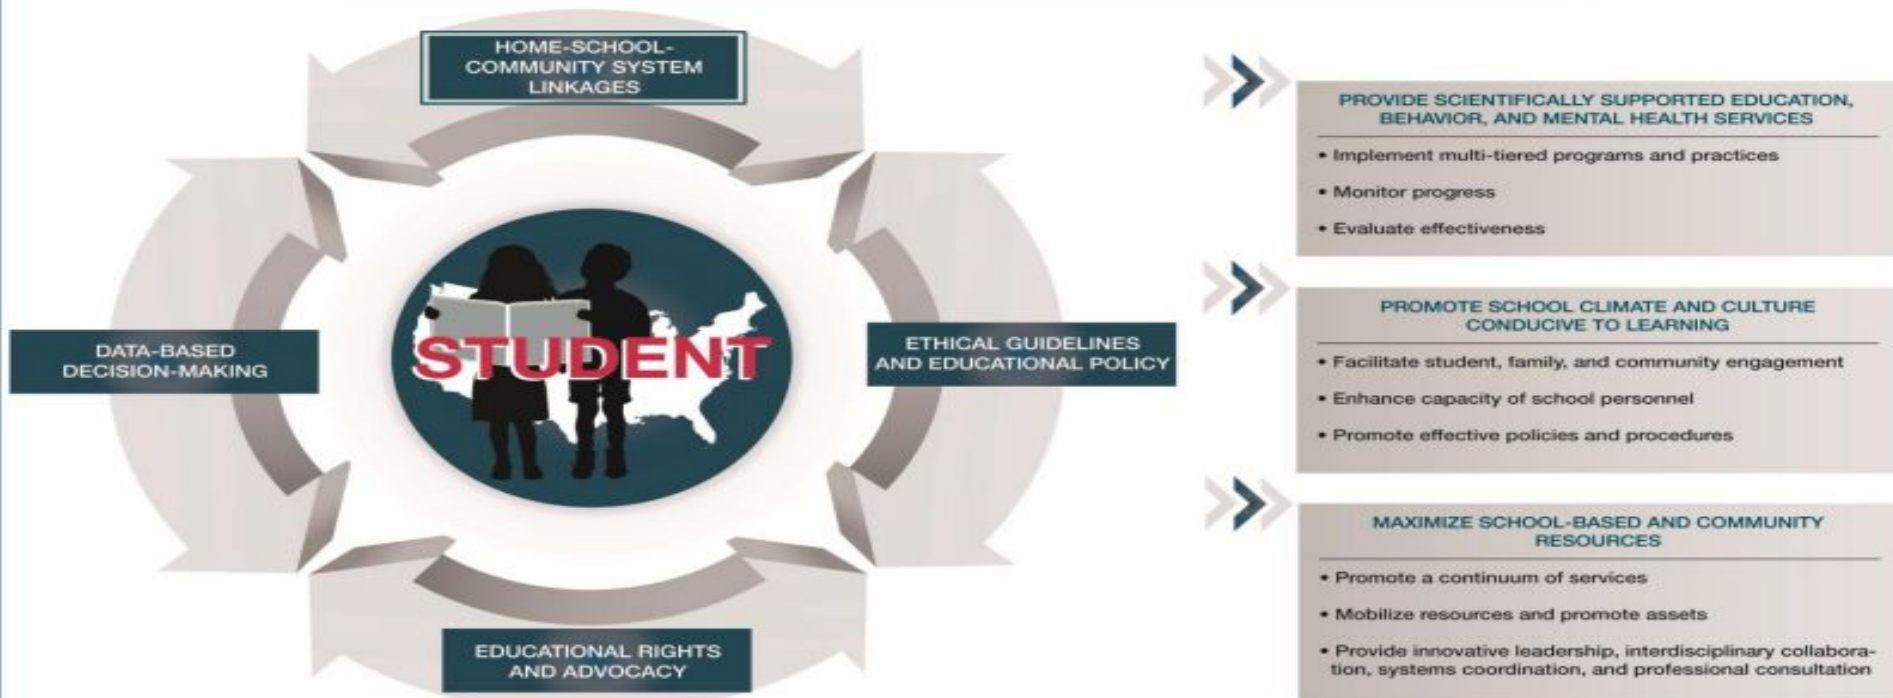 HOME-SCHOOL-
COMMUNITY SYSTEM
LINKAGES
DATA-BASED
DECISION-MAKING
STUDENT
ETHICAL GUIDELINES
AND EDUCATIONAL POLICY
EDUCATIONAL RIGHTS
AND ADVOCACY
PROVIDE SCIENTIFICALLY SUPPORTED EDUCATION,
BEHAVIOR, AND MENTAL HEALTH SERVICES
• Implement multi-tiered programs and practices
• Monitor progress
• Evaluate effectiveness
PROMOTE SCHOOL CLIMATE AND CULTURE
CONDUCIVE TO LEARNING
• Facilitate student, family, and community engagement
• Enhance capacity of school personnel
• Promote effective policies and procedures
MAXIMIZE SCHOOL-BASED AND COMMUNITY
RESOURCES
• Promote a continuum of services
• Mobilize resources and promote assets
• Provide innovative leadership, interdisciplinary collabora-
tion, systems coordination, and professional consultation